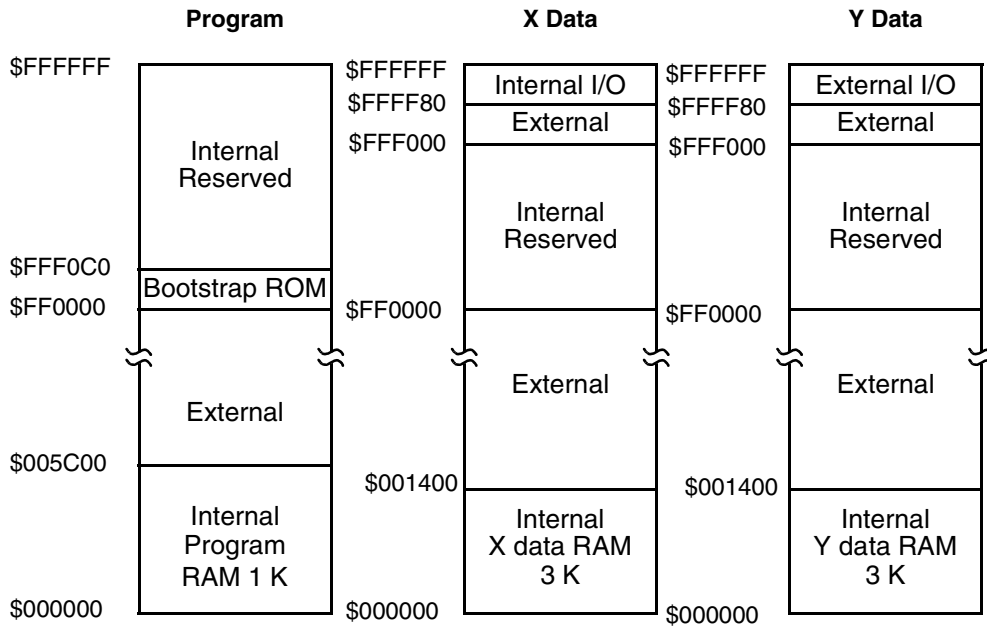 Program
$FFFFFF
Internal
Reserved
$FFF0C0
Bootstrap ROM
$FF0000
External
$005C00
Internal
Program
RAM 1 K
$000000
X Data
$FFFFFF
Internal I/O
$FFFF80
External
$FFF000
Internal
Reserved
$FF0000
External
$001400
Internal
X data RAM
3 K
$000000
Y Data
$FFFFFF
External I/O
$FFFF80
External
$FFF000
Internal
Reserved
$FF0000
External
$001400
Internal
Y data RAM
3 K
$000000